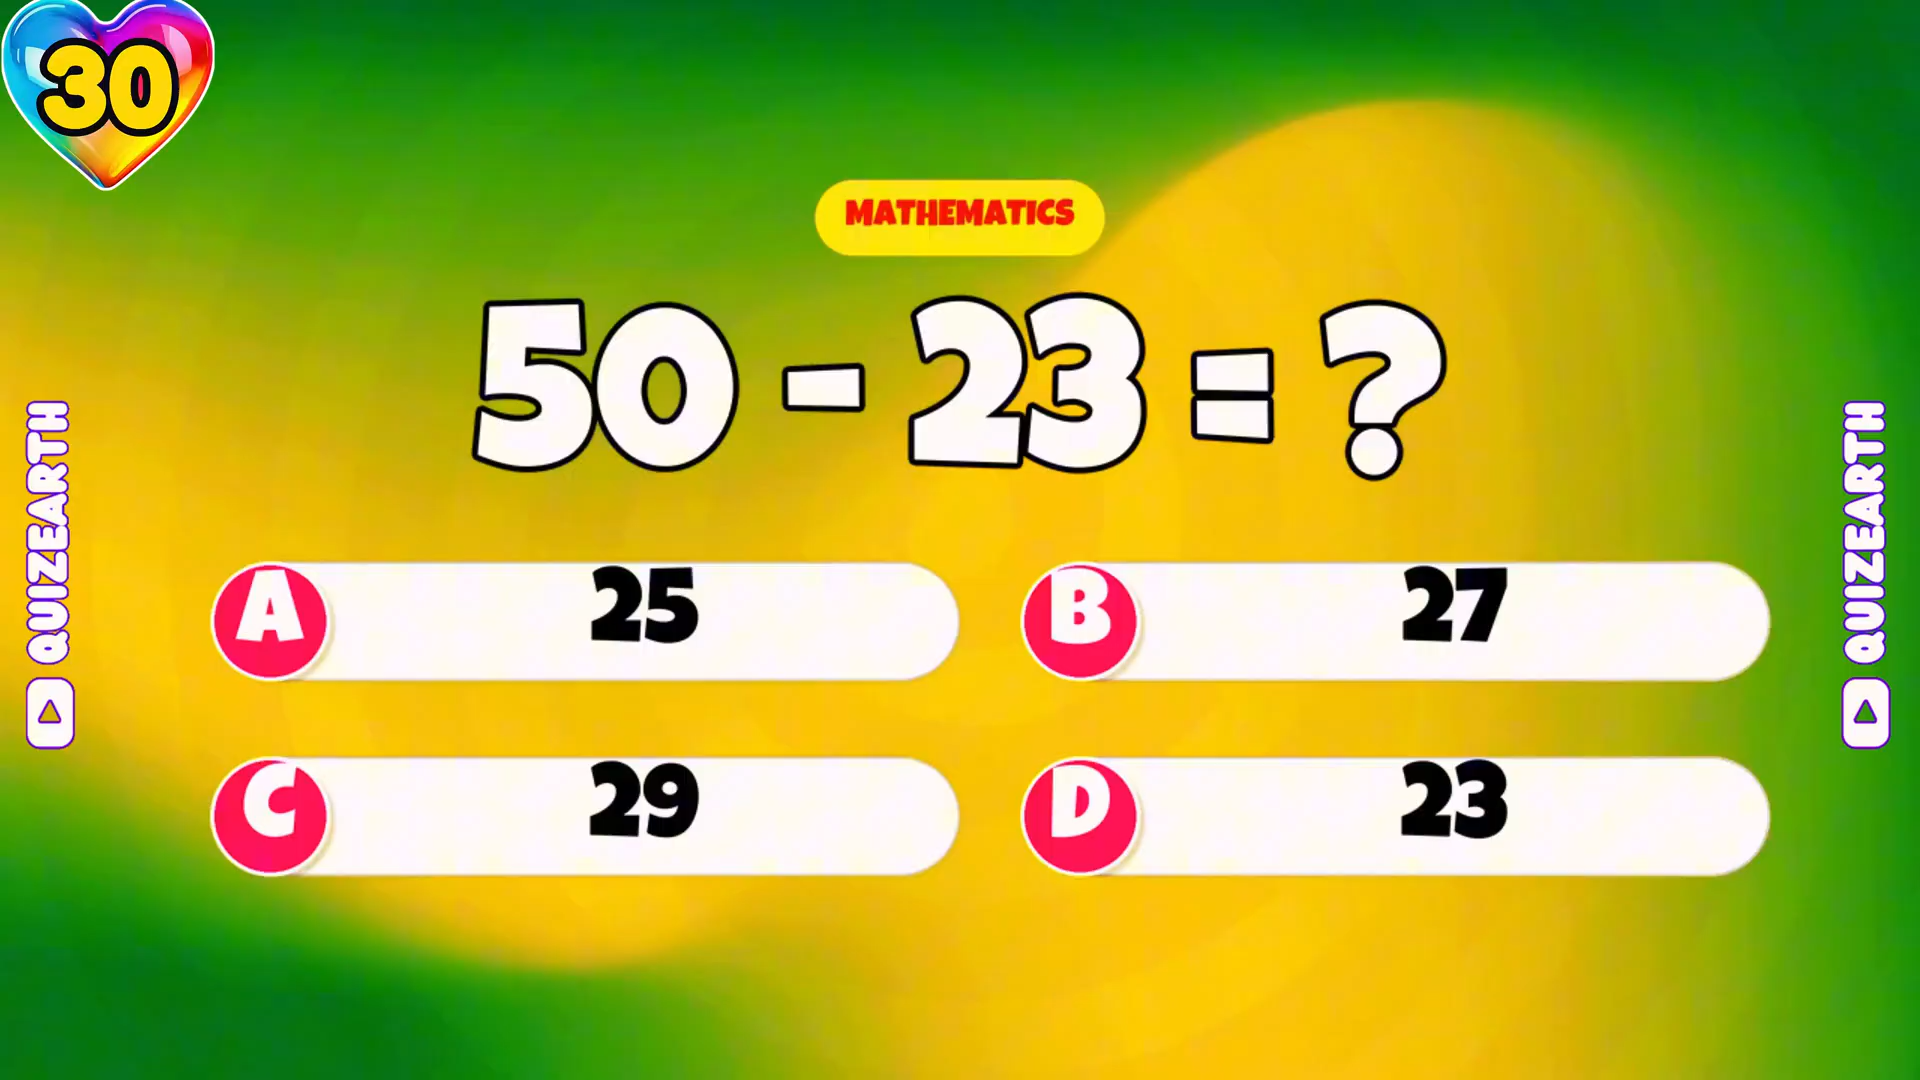 30
MATHEMATICS
50 - 23 = ?
A 25
B 27
C 29
D 23
QUIZEARTH
QUIZEARTH